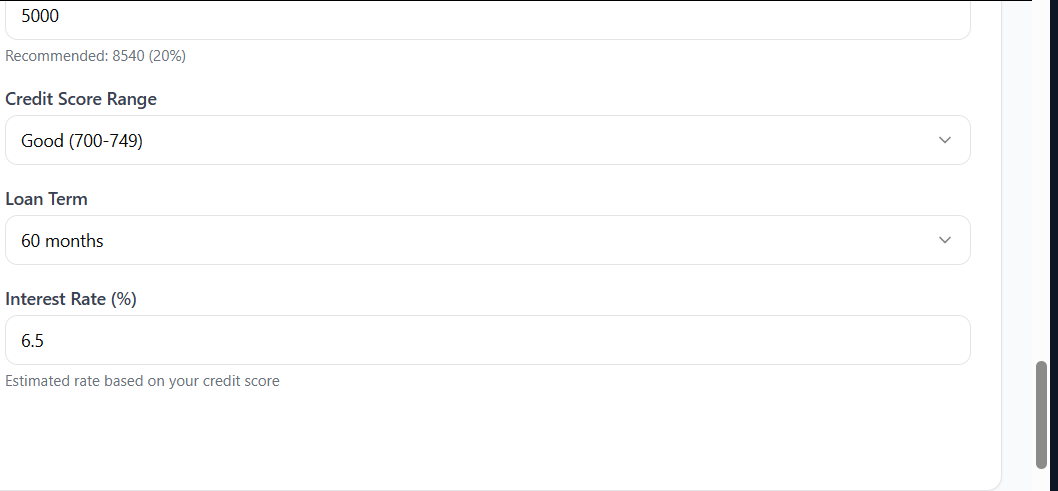 5000
Recommended: 8540 (20%)
Credit Score Range
Good (700-749)
Loan Term
60 months
Interest Rate (%)
6.5
Estimated rate based on your credit score